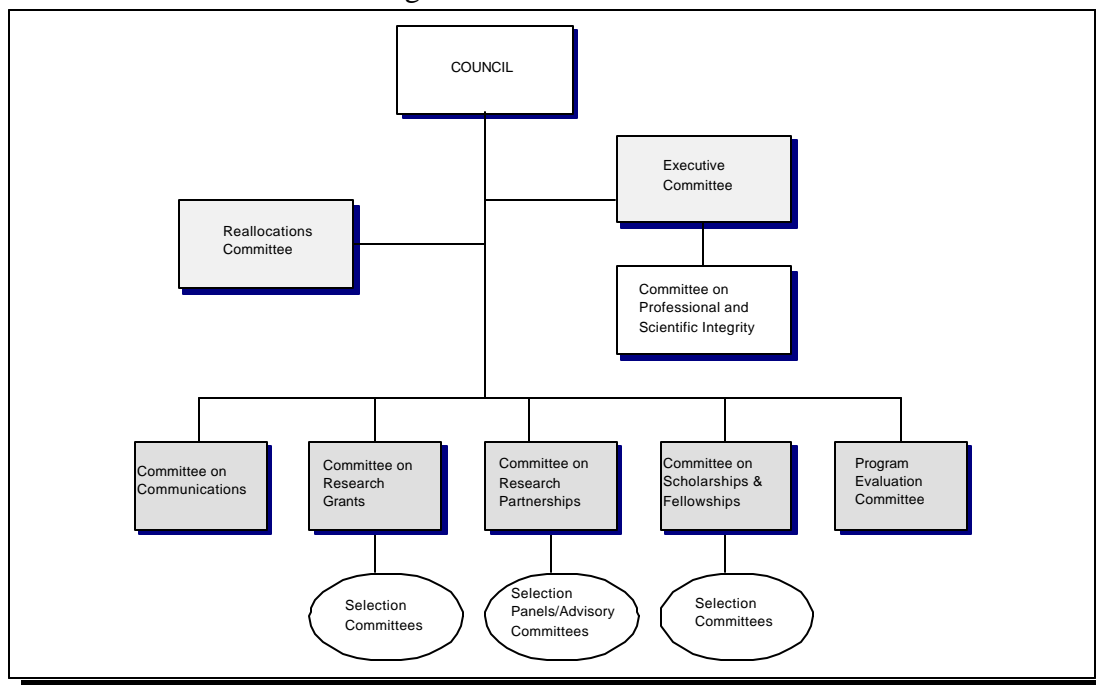 COUNCIL
Executive
Committee
Reallocations
Committee
Committee on
Professional and
Scientific Integrity
Committee on
Communications
Committee on
Research
Grants
Committee on
Research
Partnerships
Committee on
Scholarships &
Fellowships
Program
Evaluation
Committee
Selection
Committees
Selection
Panels/Advisory
Committees
Selection
Committees